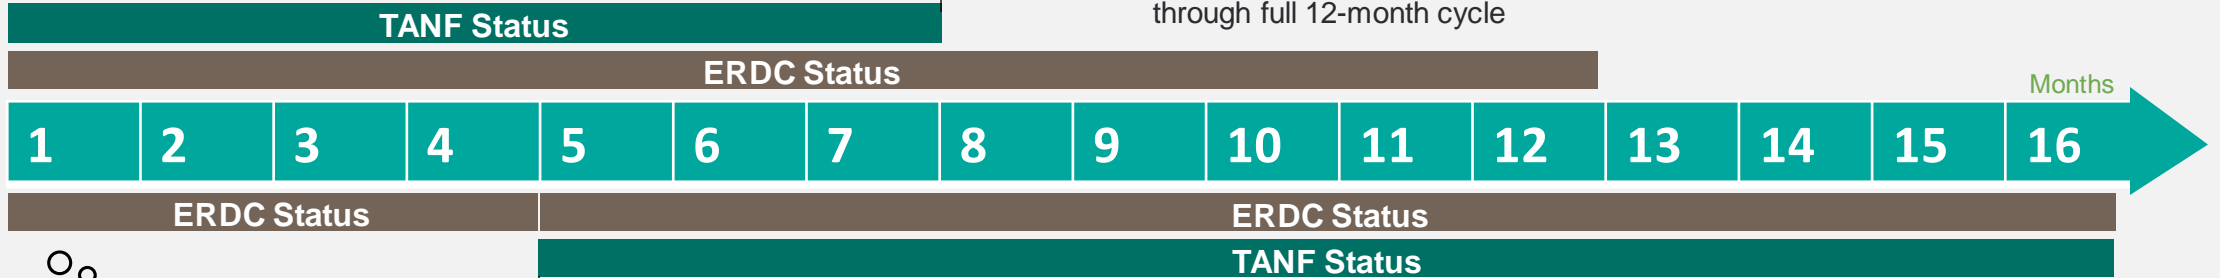 through full 12-month cycle
TANF Status
ERDC Status
Months
1 2 3 4 5 6 7 8 9 10 11 12 13 14 15 16
ERDC Status ERDC Status
TANF Status